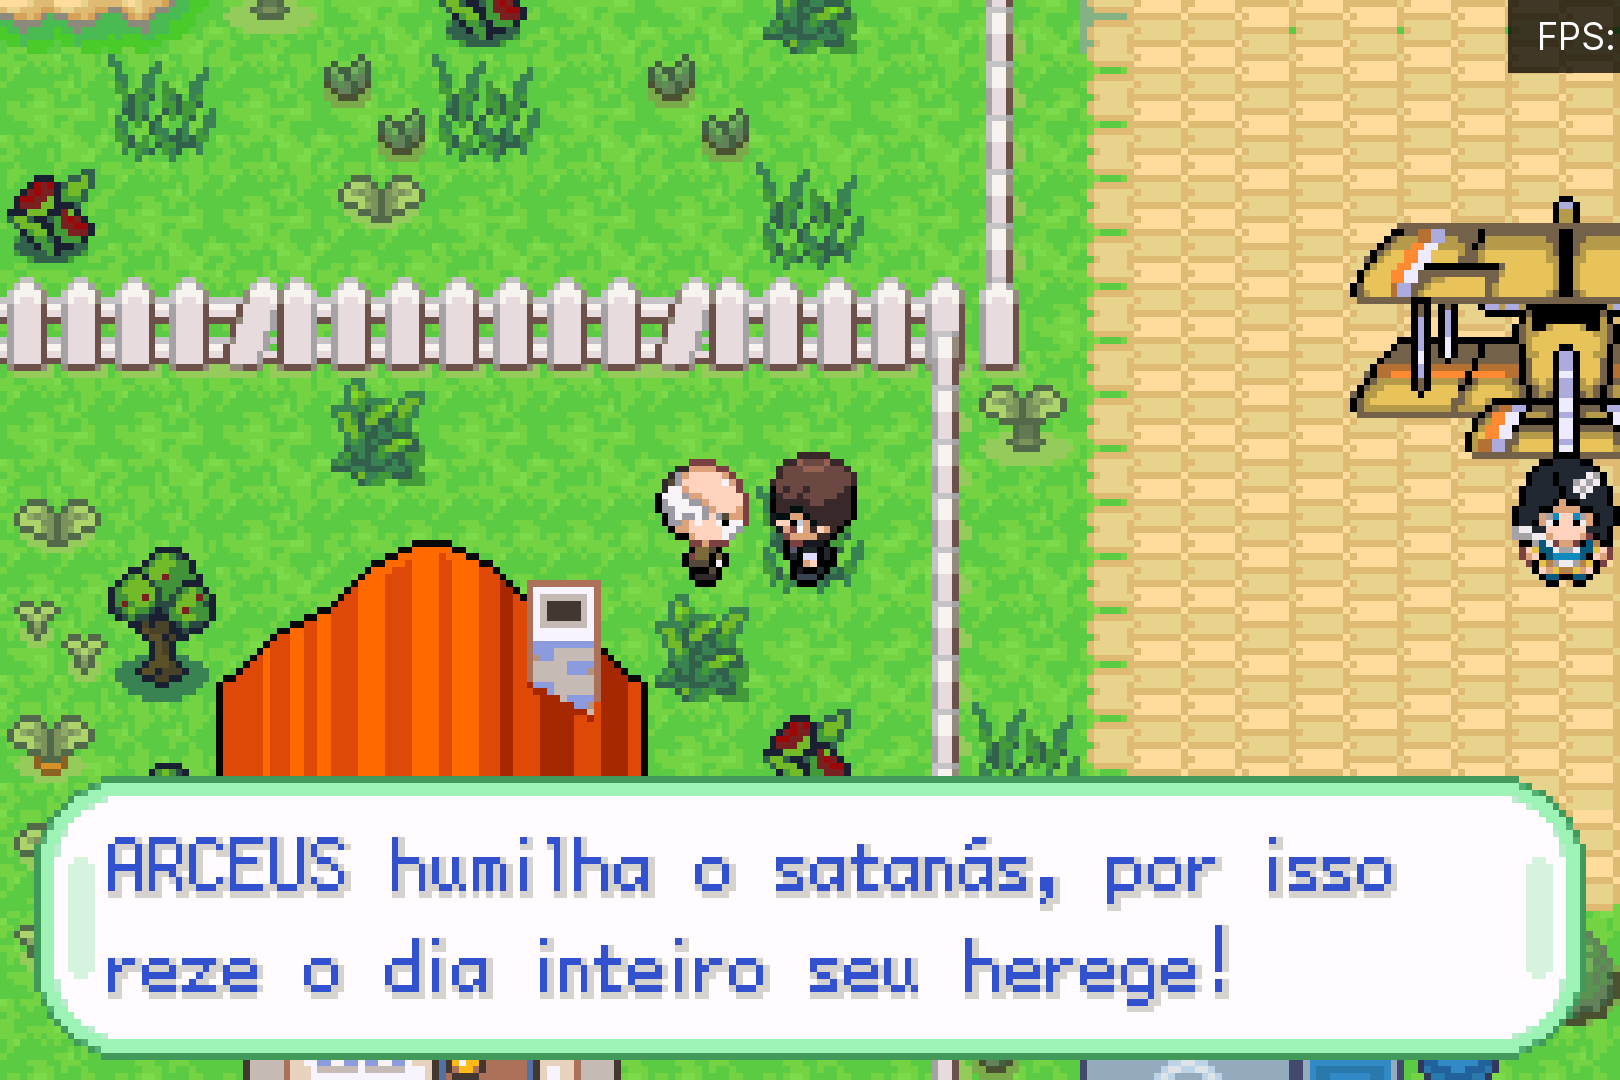 FPS:
ARCEUS humilha o satanás, por isso
reze o dia inteiro seu herege!